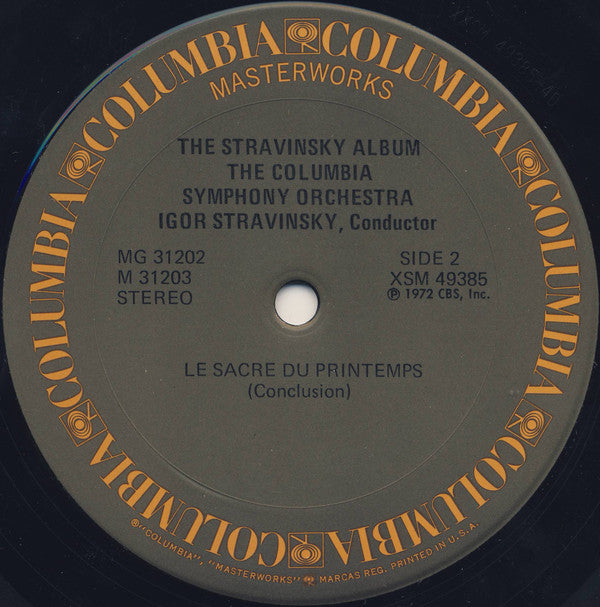 COLUMBIA COLUMBIA COLUMBIA COLUMBIA COLUMBIA COLUMBIA COLUMBIA COLUMBIA
MASTERWORKS
THE STRAVINSKY ALBUM
THE COLUMBIA
SYMPHONY ORCHESTRA
IGOR STRAVINSKY, Conductor
MG 31202
M 31203
STEREO
SIDE 2
XSM 49385
℗ 1972 CBS, Inc.
LE SACRE DU PRINTEMPS
(Conclusion)
®"COLUMBIA", "MASTERWORKS" MARCAS REG. PRINTED IN U.S.A.